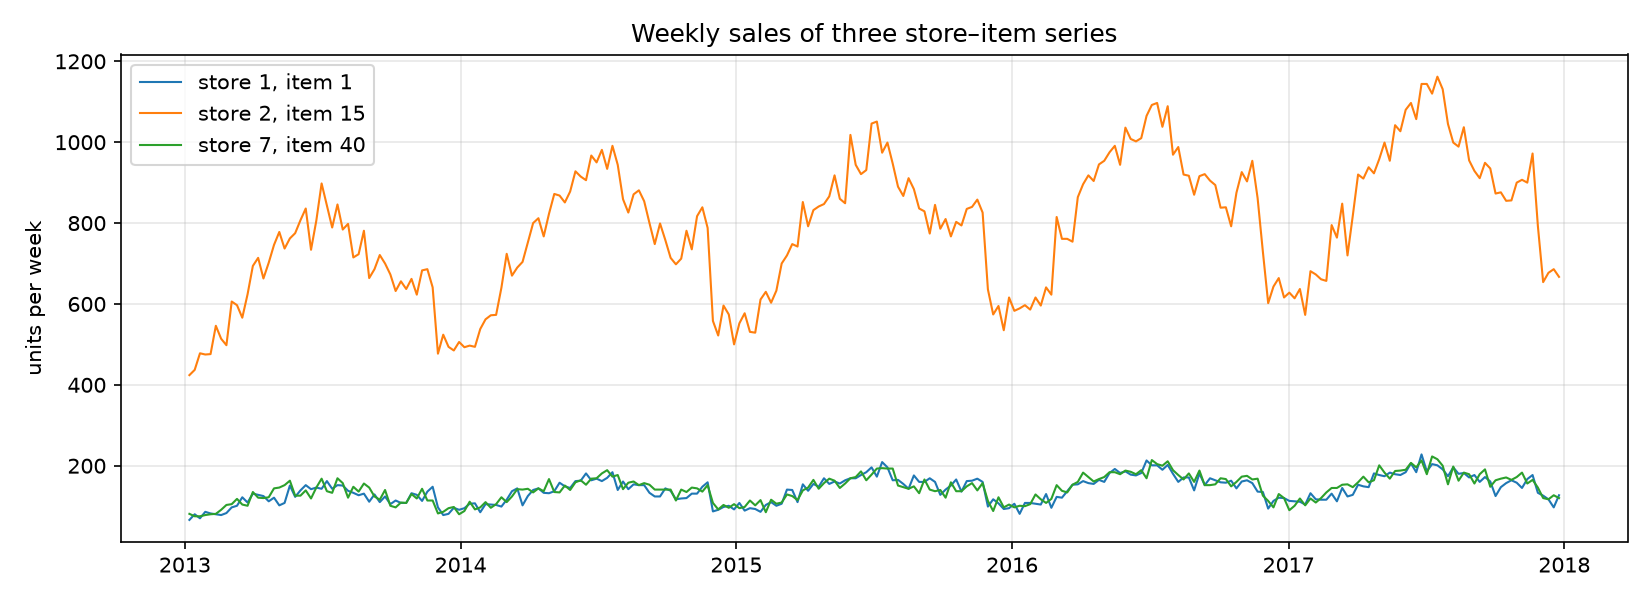 Weekly sales of three store–item series
units per week
1200
1000
800
600
400
200
store 1, item 1
store 2, item 15
store 7, item 40
2013 2014 2015 2016 2017 2018